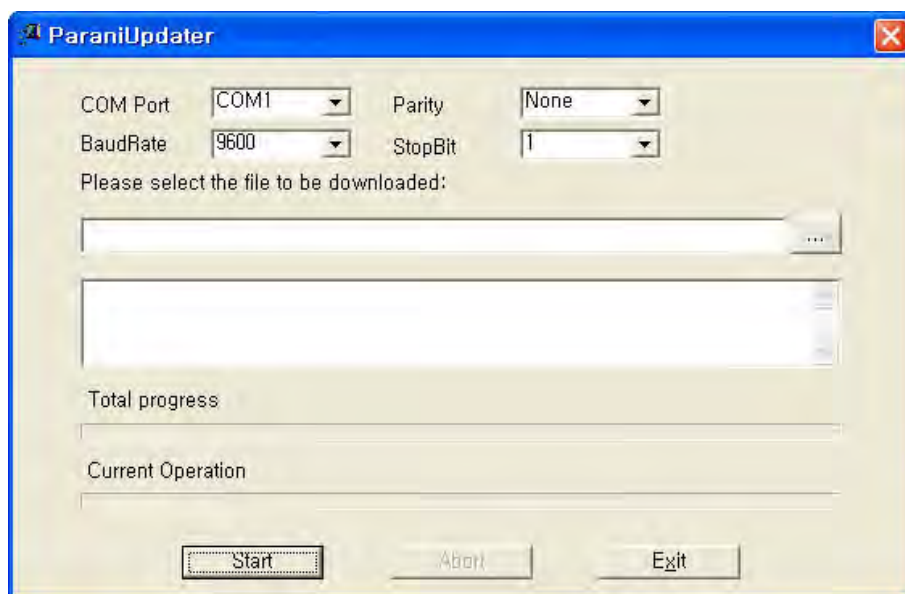 ParaniUpdater
COM Port COM1 Parity None
BaudRate 9600 StopBit 1
Please select the file to be downloaded:
...
Total progress
Current Operation
Start Abort Exit